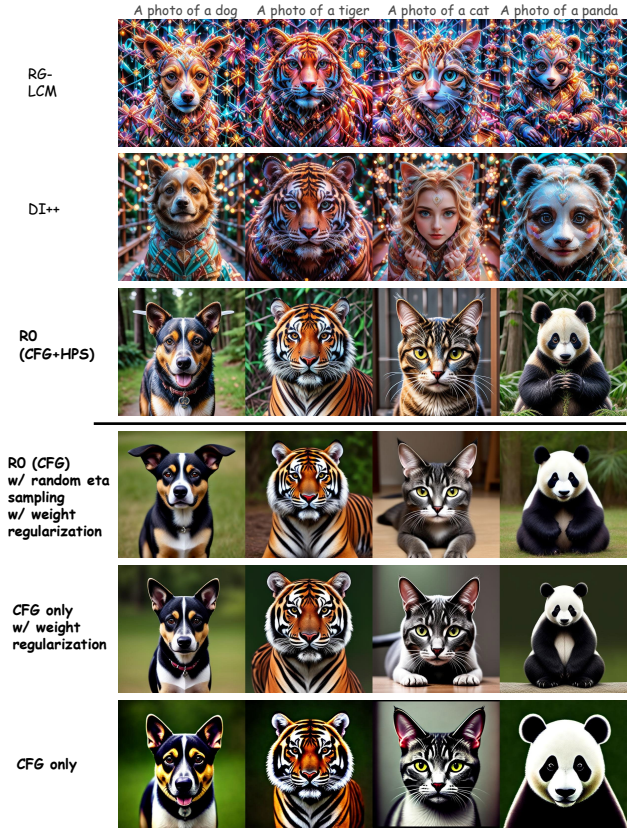 A photo of a dog A photo of a tiger A photo of a cat A photo of a panda
RG-
LCM
DI++
R0
(CFG+HPS)
R0 (CFG)
w/ random eta
sampling
w/ weight
regularization
CFG only
w/ weight
regularization
CFG only